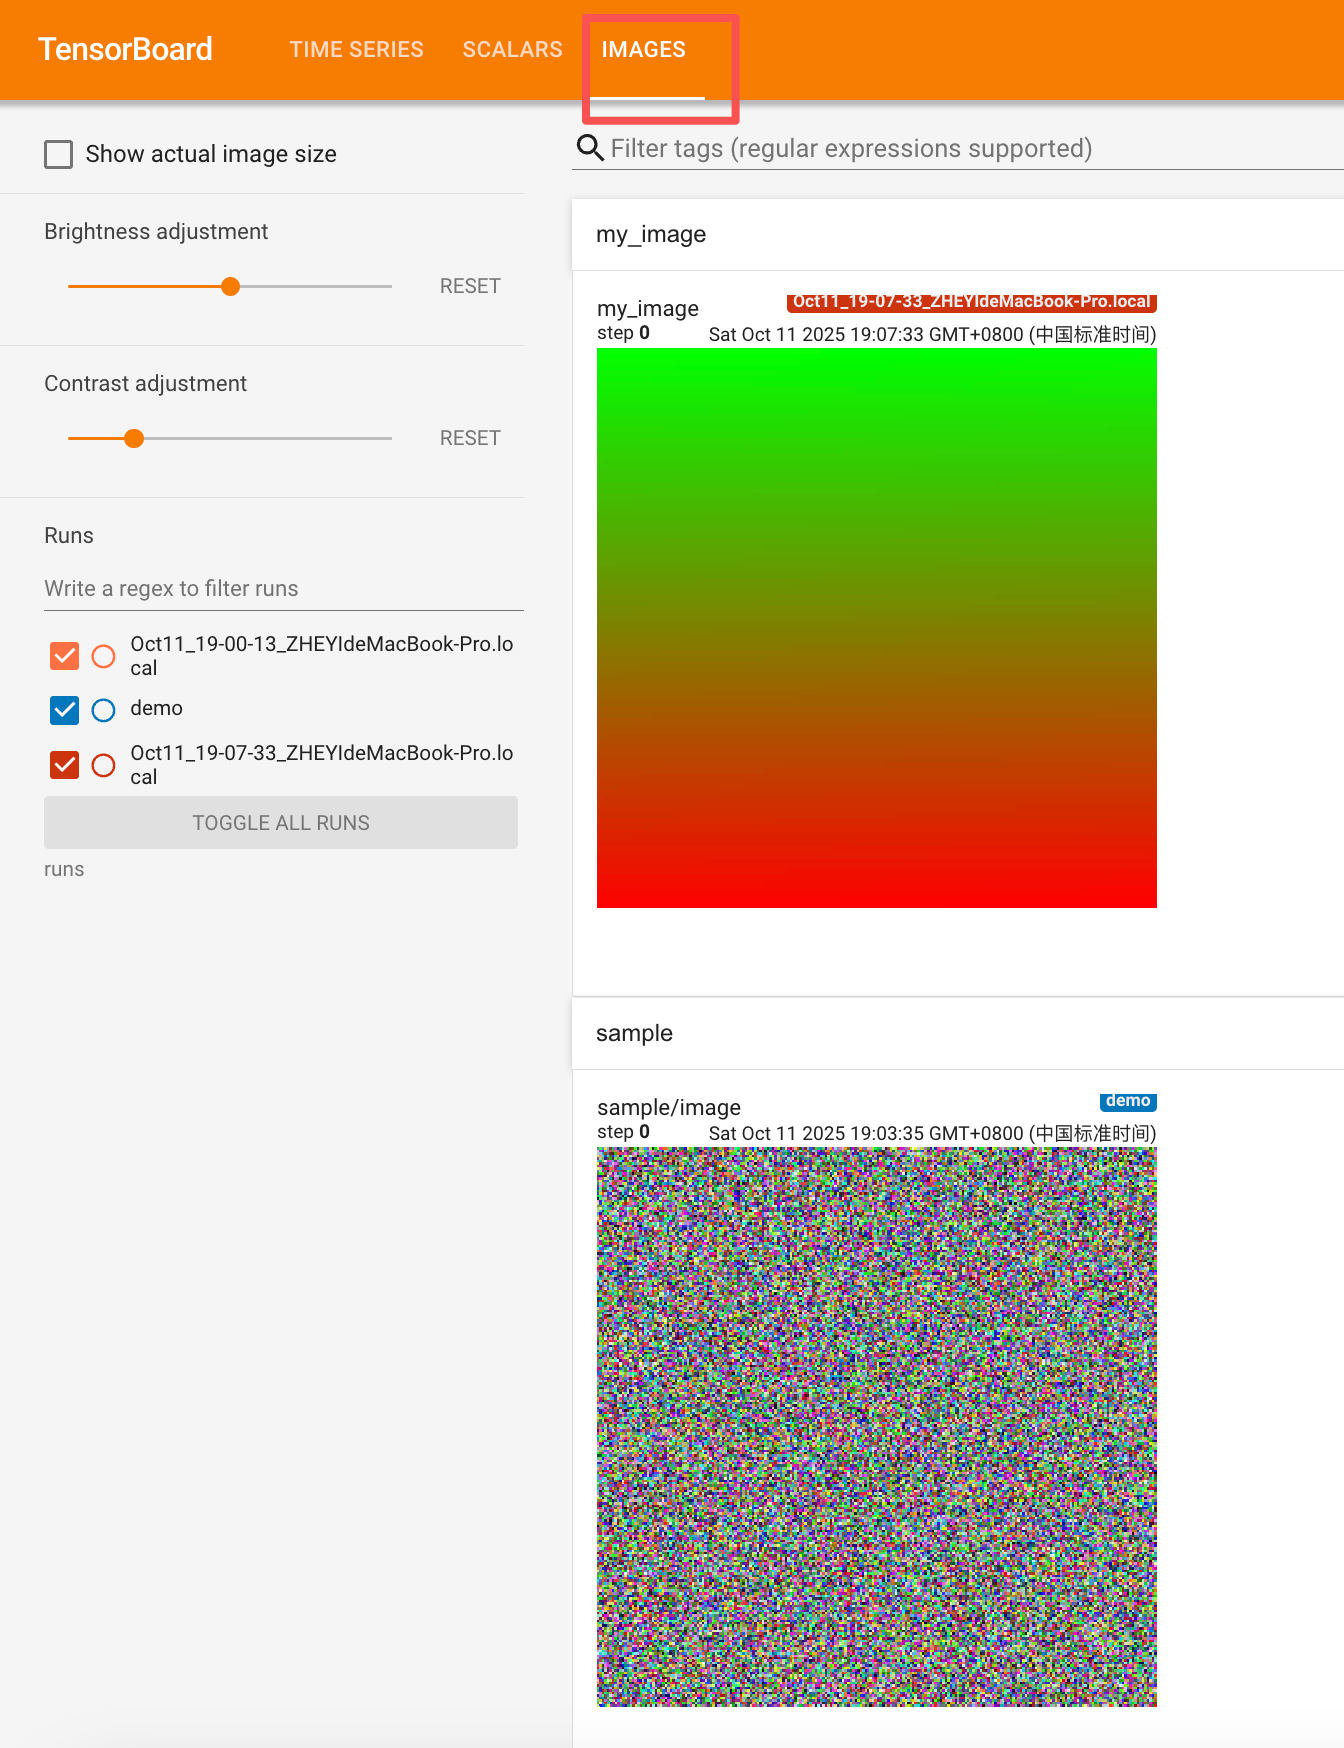 TensorBoard
TIME SERIES
SCALARS
IMAGES
Show actual image size
Brightness adjustment
RESET
Contrast adjustment
RESET
Runs
Write a regex to filter runs
Oct11_19-00-13_ZHEYIdeMacBook-Pro.lo
cal
demo
Oct11_19-07-33_ZHEYIdeMacBook-Pro.lo
cal
TOGGLE ALL RUNS
runs
Filter tags (regular expressions supported)
my_image
my_image
Oct11_19-07-33_ZHEYIdeMacBook-Pro.local
step 0
Sat Oct 11 2025 19:07:33 GMT+0800 (中国标准时间)
sample
sample/image
demo
step 0
Sat Oct 11 2025 19:03:35 GMT+0800 (中国标准时间)